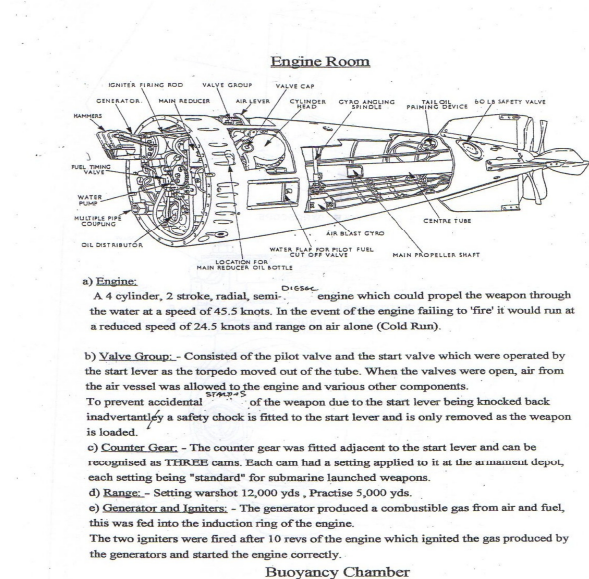 Engine Room
IGNITER FIRING ROD VALVE GROUP VALVE CAP
GENERATOR MAIN REDUCER AIR LEVER CYLINDER HEAD GYRO ANGLING SPINDLE TAIL OIL PRIMING DEVICE 60 LB SAFETY VALVE
HAMMERS
FUEL TIMING VALVE
WATER PUMP
MULTIPLE PIPE COUPLING
OIL DISTRIBUTOR
CENTRE TUBE
AIR BLAST GYRO
WATER FLAP FOR PILOT FUEL CUT OFF VALVE
MAIN PROPELLER SHAFT
LOCATION FOR MAIN REDUCER OIL BOTTLE
a) Engine:
A 4 cylinder, 2 stroke, radial, semi- DIESEL engine which could propel the weapon through
the water at a speed of 45.5 knots. In the event of the engine failing to 'fire' it would run at
a reduced speed of 24.5 knots and range on air alone (Cold Run).
b) Valve Group: - Consisted of the pilot valve and the start valve which were operated by
the start lever as the torpedo moved out of the tube. When the valves were open, air from
the air vessel was allowed to the engine and various other components.
To prevent accidental of the weapon due to the start lever being knocked back
inadvertantley a safety chock is fitted to the start lever and is only removed as the weapon
is loaded.
c) Counter Gear: - The counter gear was fitted adjacent to the start lever and can be
recognised as THREE cams. Each cam had a setting applied to it at the armament depot,
each setting being "standard" for submarine launched weapons.
d) Range: - Setting warshot 12,000 yds , Practise 5,000 yds.
e) Generator and Igniters: - The generator produced a combustible gas from air and fuel,
this was fed into the induction ring of the engine.
The two igniters were fired after 10 revs of the engine which ignited the gas produced by
the generators and started the engine correctly.
Buoyancy Chamber